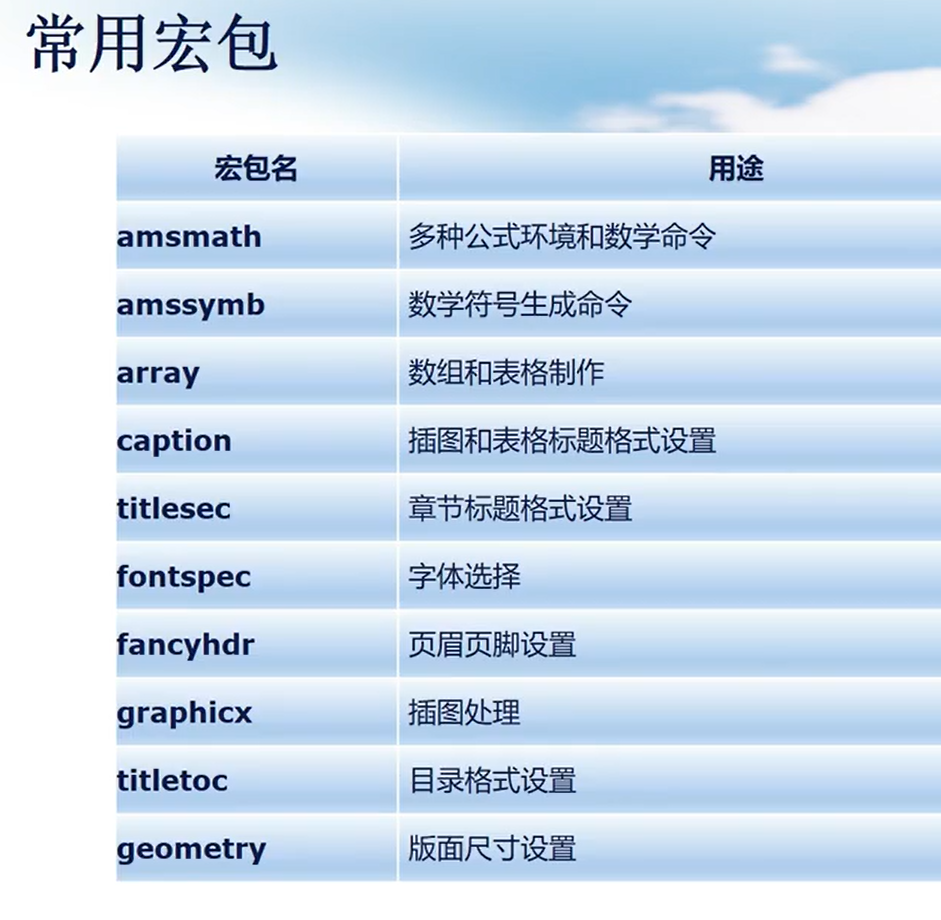 常用宏包
宏包名 用途
amsmath 多种公式环境和数学命令
amssymb 数学符号生成命令
array 数组和表格制作
caption 插图和表格标题格式设置
titlesec 章节标题格式设置
fontspec 字体选择
fancyhdr 页眉页脚设置
graphicx 插图处理
titletoc 目录格式设置
geometry 版面尺寸设置